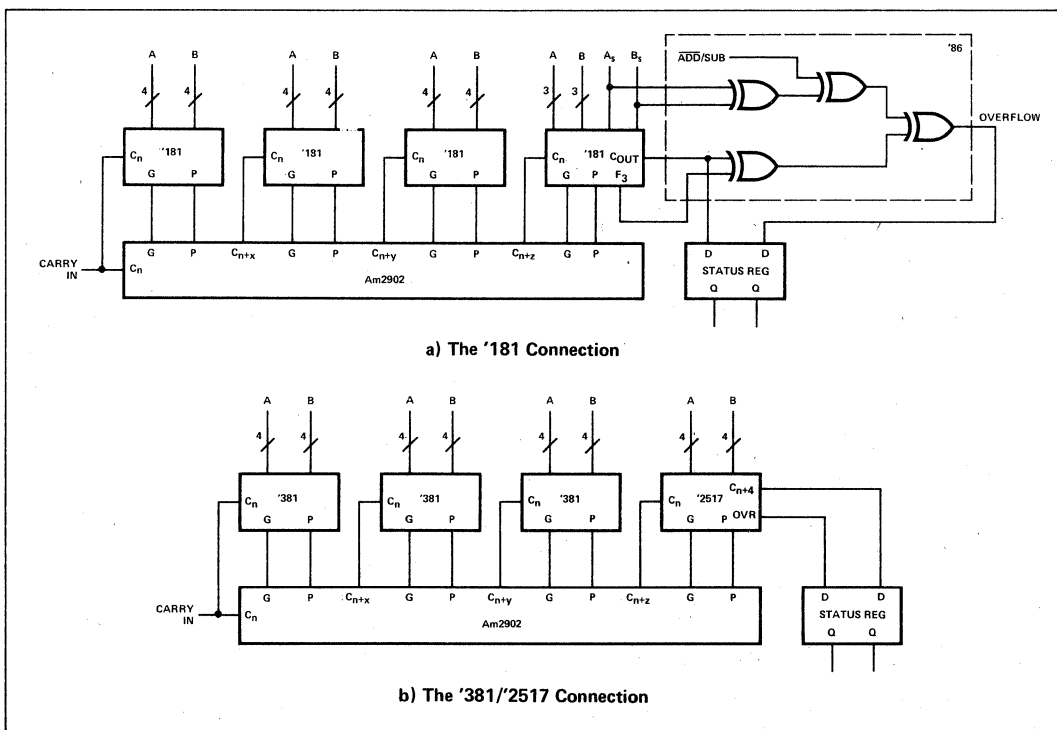 A B A B A B A B A_s B_s '86
ADD/SUB
4 4 4 4 4 4 3 3
OVERFLOW
C_n '181 C_n '181 C_n '181 C_n '181 C_OUT
G P G P G P G P F_3
G P C_n+x G P C_n+y G P C_n+z G P D D
CARRY IN C_n STATUS REG
Am2902 Q Q
a) The '181 Connection
A B A B A B A B
4 4 4 4 4 4 4 4
C_n '381 C_n '381 C_n '381 C_n '2517 C_n+4
G P G P G P G P OVR
G P C_n+x G P C_n+y G P C_n+z G P D D
CARRY IN C_n STATUS REG
Am2902 Q Q
b) The '381/'2517 Connection